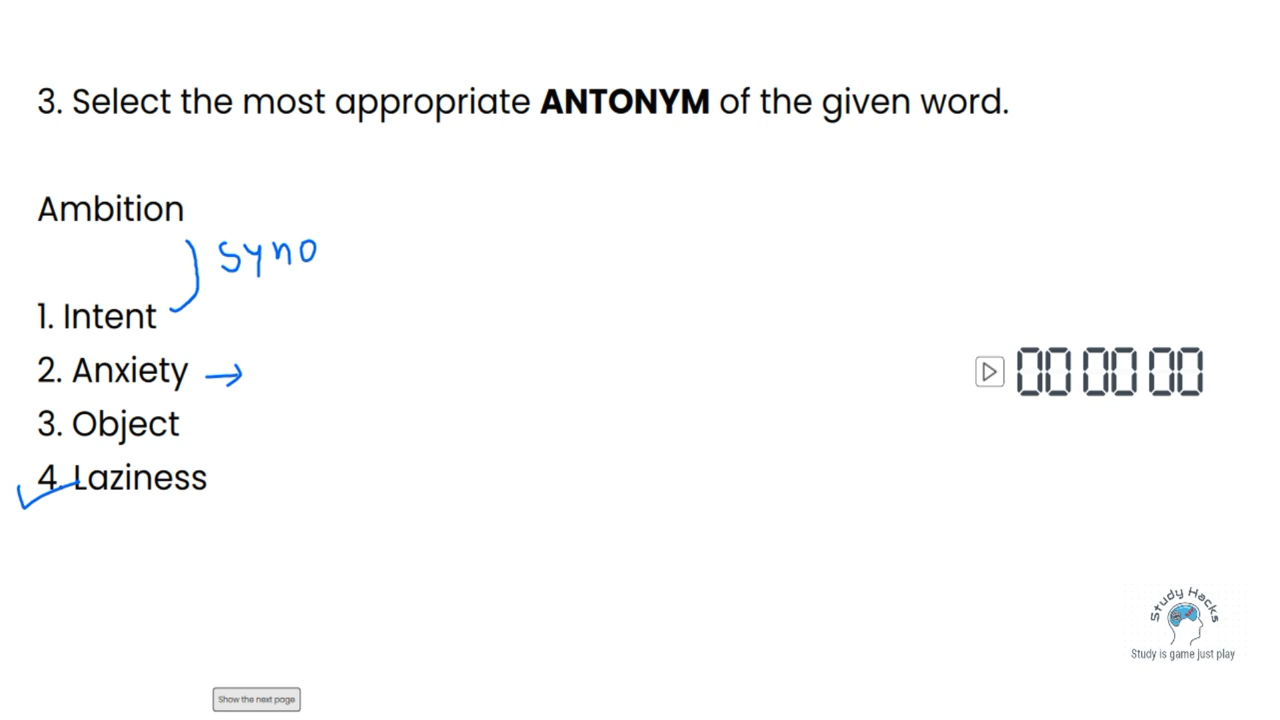 3. Select the most appropriate ANTONYM of the given word.
Ambition
Syno
1. Intent
2. Anxiety →
3. Object
4. Laziness
00 00 00
Study Hacks
Study is game just play
Show the next page